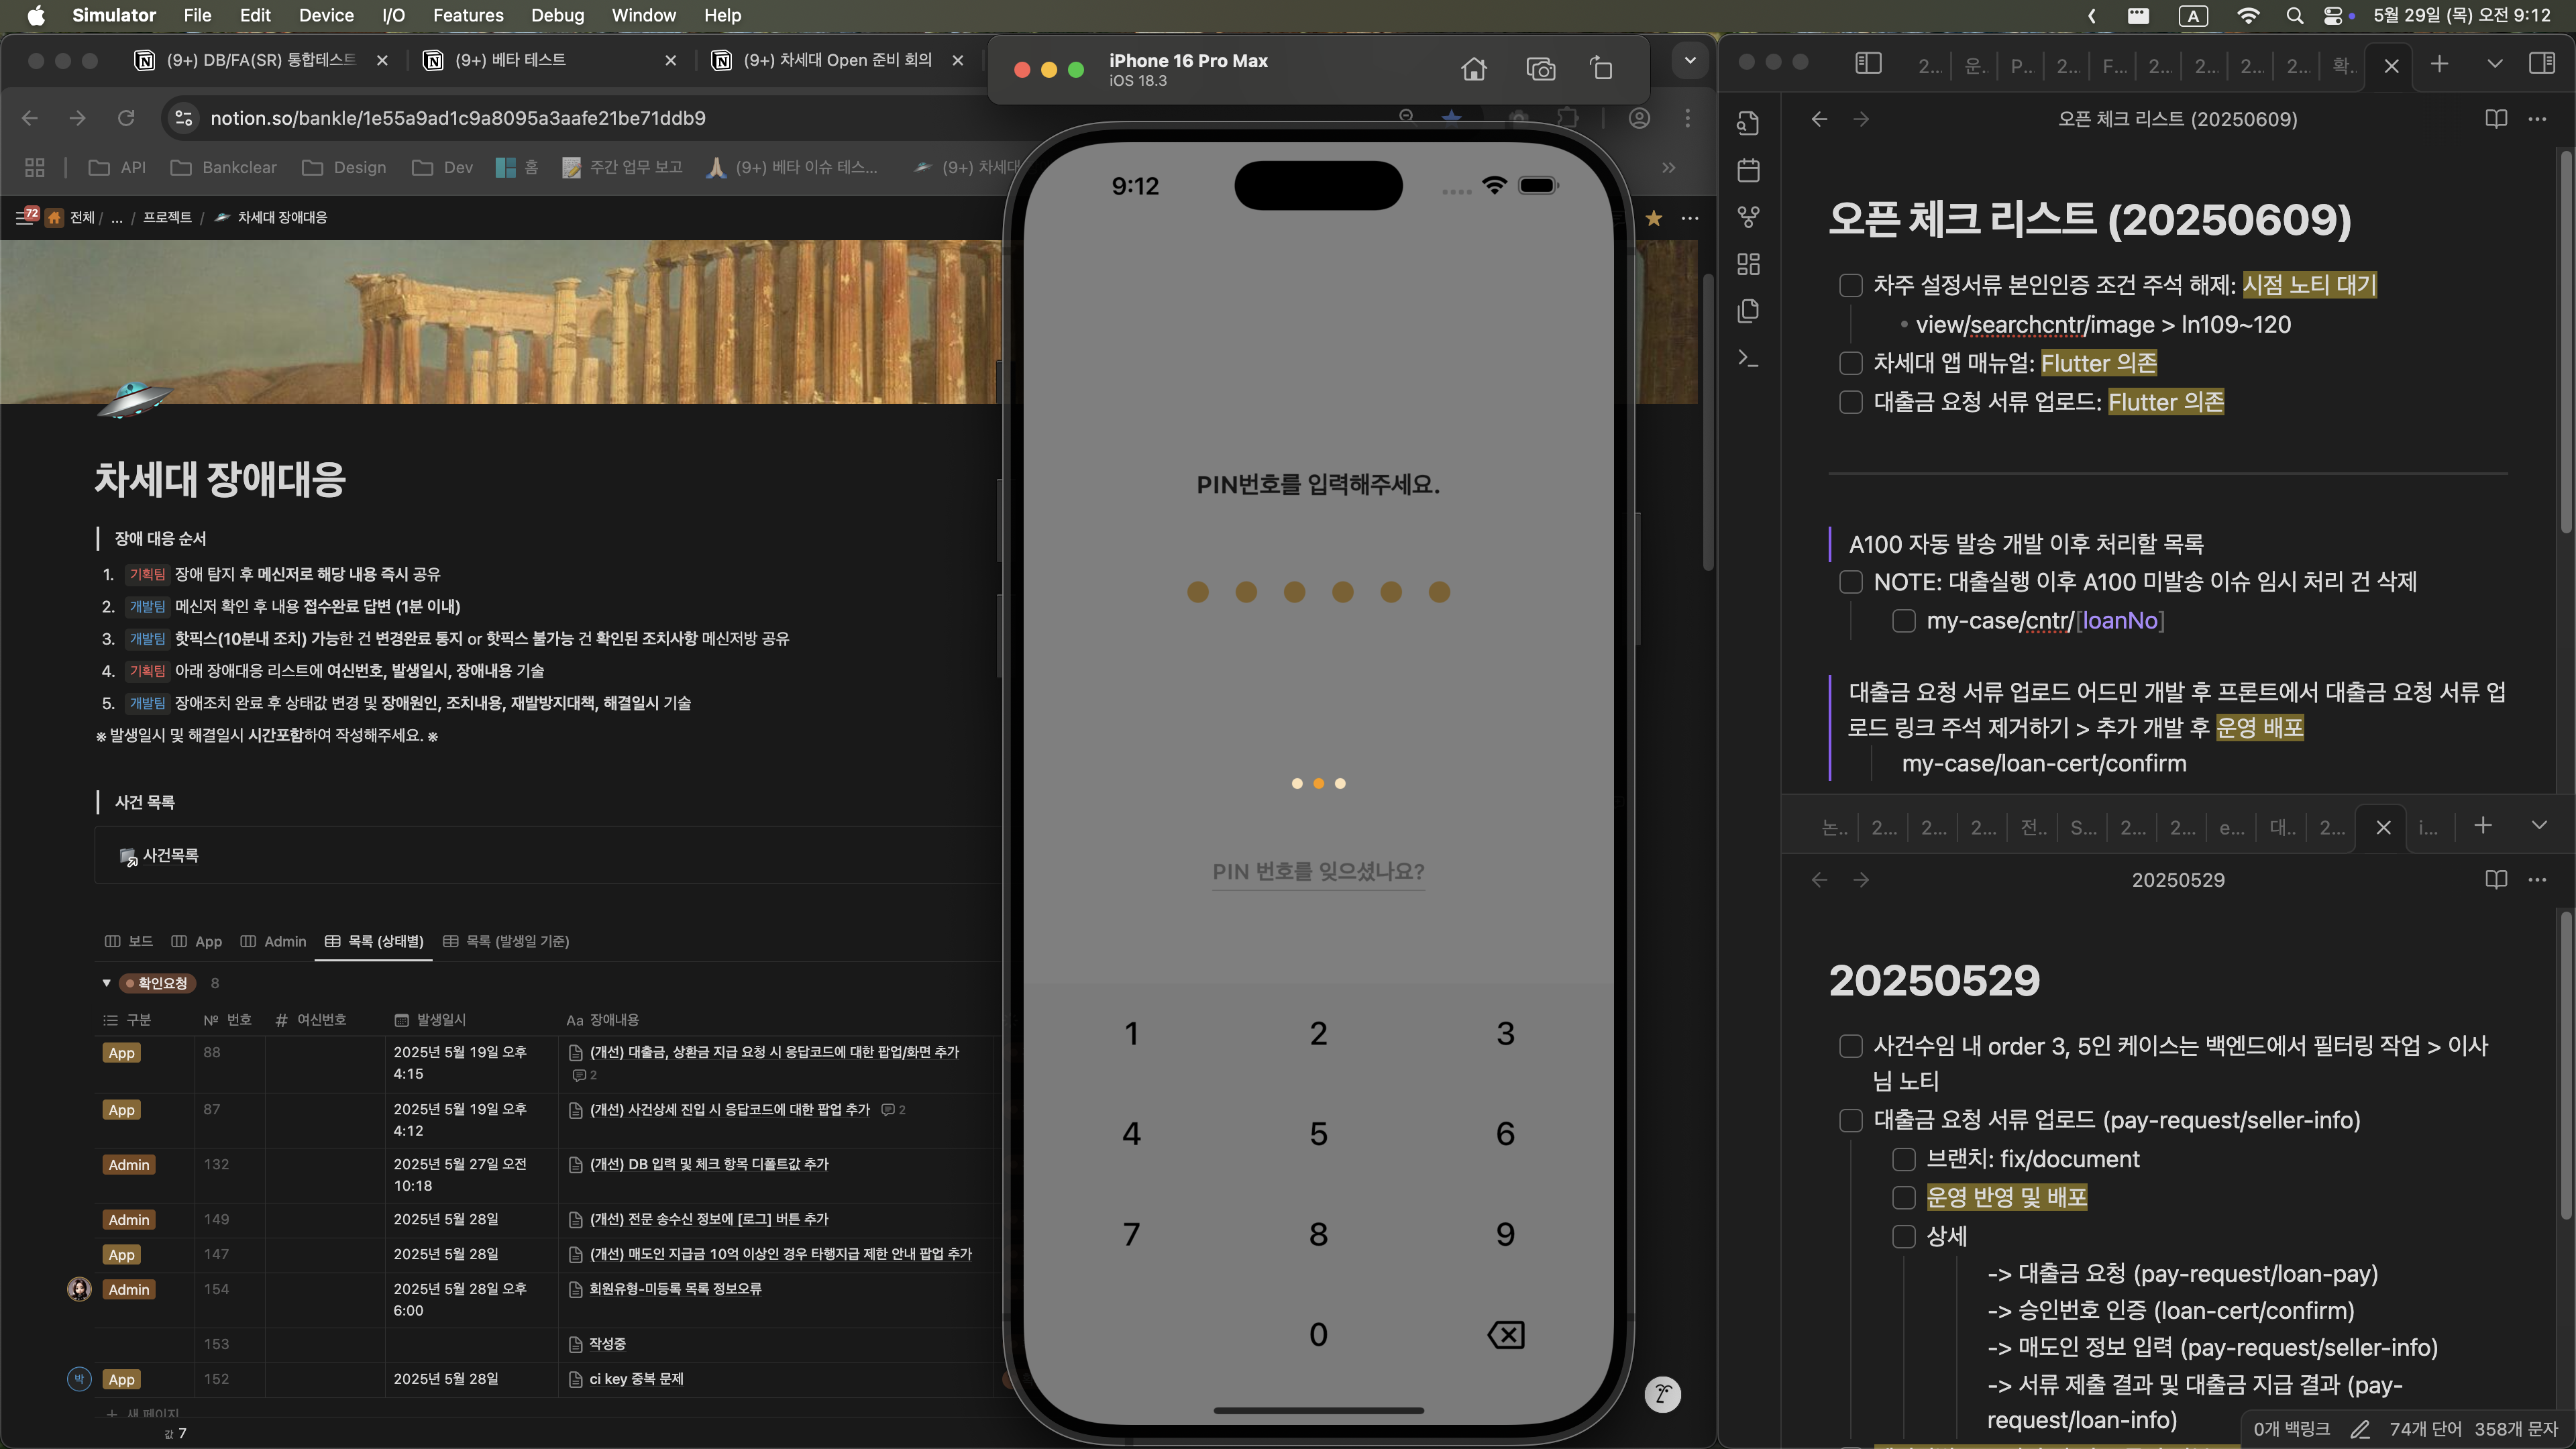 Simulator File Edit Device I/O Features Debug Window Help
A 5월 29일 (목) 오전 9:12
(9+) DB/FA(SR) 통합테스트
(9+) 베타 테스트
(9+) 차세대 Open 준비 회의
notion.so/bankle/1e55a9ad1c9a8095a3aafe21be71ddb9
API Bankclear Design Dev 홈 주간 업무 보고 (9+) 베타 이슈 테스... (9+) 차세대
72 전체 / ... / 프로젝트 / 차세대 장애대응
차세대 장애대응
장애 대응 순서
1. 기획팀 장애 탐지 후 메신저로 해당 내용 즉시 공유
2. 개발팀 메신저 확인 후 내용 접수완료 답변 (1분 이내)
3. 개발팀 핫픽스(10분내 조치) 가능한 건 변경완료 통지 or 핫픽스 불가능 건 확인된 조치사항 메신저방 공유
4. 기획팀 아래 장애대응 리스트에 여신번호, 발생일시, 장애내용 기술
5. 개발팀 장애조치 완료 후 상태값 변경 및 장애원인, 조치내용, 재발방지대책, 해결일시 기술
※ 발생일시 및 해결일시 시간포함하여 작성해주세요. ※
사건 목록
사건목록
보드 App Admin 목록 (상태별) 목록 (발생일 기준)
확인요청 8
구분 № 번호 # 여신번호 발생일시 Aa 장애내용
App 88 2025년 5월 19일 오후 4:15 (개선) 대출금, 상환금 지급 요청 시 응답코드에 대한 팝업/화면 추가 2
App 87 2025년 5월 19일 오후 4:12 (개선) 사건상세 진입 시 응답코드에 대한 팝업 추가 2
Admin 132 2025년 5월 27일 오전 10:18 (개선) DB 입력 및 체크 항목 디폴트값 추가
Admin 149 2025년 5월 28일 (개선) 전문 송수신 정보에 [로그] 버튼 추가
App 147 2025년 5월 28일 (개선) 매도인 지급금 10억 이상인 경우 타행지급 제한 안내 팝업 추가
Admin 154 2025년 5월 28일 오후 6:00 회원유형-미등록 목록 정보오류
153 작성중
박 App 152 2025년 5월 28일 ci key 중복 문제
+ 새 페이지
값 7
iPhone 16 Pro Max
iOS 18.3
9:12
PIN번호를 입력해주세요.
PIN 번호를 잊으셨나요?
1 2 3
4 5 6
7 8 9
0
2... 운.. P... 2... F... 2... 2... 2... 2... 확..
오픈 체크 리스트 (20250609)
오픈 체크 리스트 (20250609)
차주 설정서류 본인인증 조건 주석 해제: 시점 노티 대기
view/searchcntr/image > ln109~120
차세대 앱 매뉴얼: Flutter 의존
대출금 요청 서류 업로드: Flutter 의존
A100 자동 발송 개발 이후 처리할 목록
NOTE: 대출실행 이후 A100 미발송 이슈 임시 처리 건 삭제
my-case/cntr/[loanNo]
대출금 요청 서류 업로드 어드민 개발 후 프론트에서 대출금 요청 서류 업
로드 링크 주석 제거하기 > 추가 개발 후 운영 배포
my-case/loan-cert/confirm
논.. 2... 2... 2... 전.. S... 2... 2... e... 대.. 2... i...
20250529
20250529
사건수임 내 order 3, 5인 케이스는 백엔드에서 필터링 작업 > 이사
님 노티
대출금 요청 서류 업로드 (pay-request/seller-info)
브랜치: fix/document
운영 반영 및 배포
상세
-> 대출금 요청 (pay-request/loan-pay)
-> 승인번호 인증 (loan-cert/confirm)
-> 매도인 정보 입력 (pay-request/seller-info)
-> 서류 제출 결과 및 대출금 지급 결과 (pay-
request/loan-info)
0개 백링크 74개 단어 358개 문자